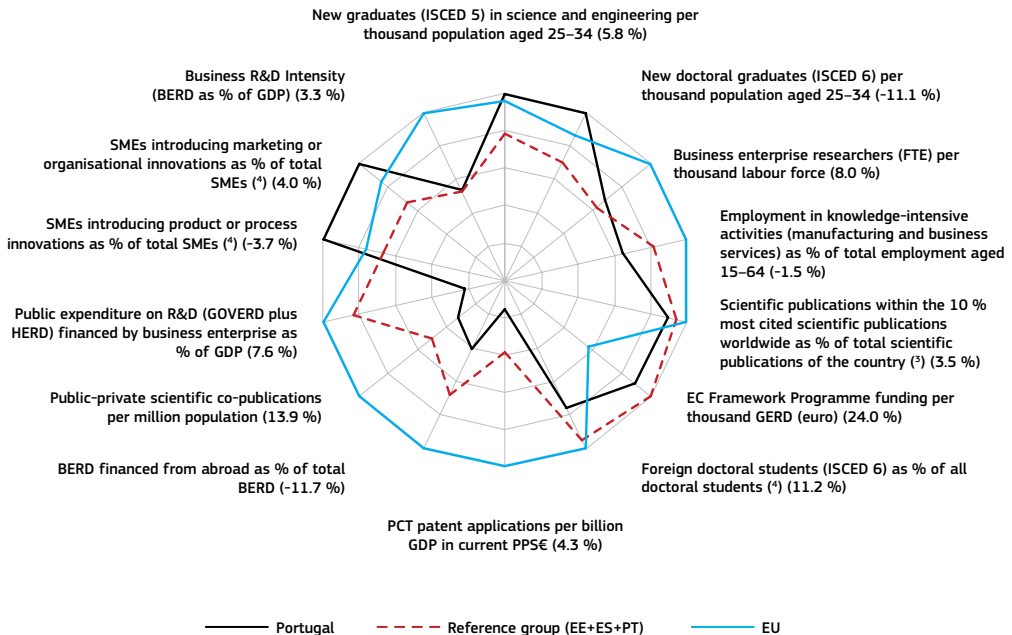 New graduates (ISCED 5) in science and engineering per
thousand population aged 25–34 (5.8 %)
Business R&D Intensity
(BERD as % of GDP) (3.3 %)
New doctoral graduates (ISCED 6) per
thousand population aged 25–34 (-11.1 %)
SMEs introducing marketing or
organisational innovations as % of total
SMEs (⁴) (4.0 %)
Business enterprise researchers (FTE) per
thousand labour force (8.0 %)
SMEs introducing product or process
innovations as % of total SMEs (⁴) (-3.7 %)
Employment in knowledge-intensive
activities (manufacturing and business
services) as % of total employment aged
15–64 (-1.5 %)
Public expenditure on R&D (GOVERD plus
HERD) financed by business enterprise as
% of GDP (7.6 %)
Scientific publications within the 10 %
most cited scientific publications
worldwide as % of total scientific
publications of the country (³) (3.5 %)
Public-private scientific co-publications
per million population (13.9 %)
EC Framework Programme funding per
thousand GERD (euro) (24.0 %)
BERD financed from abroad as % of total
BERD (-11.7 %)
Foreign doctoral students (ISCED 6) as % of all
doctoral students (⁴) (11.2 %)
PCT patent applications per billion
GDP in current PPS€ (4.3 %)
Portugal
Reference group (EE+ES+PT)
EU